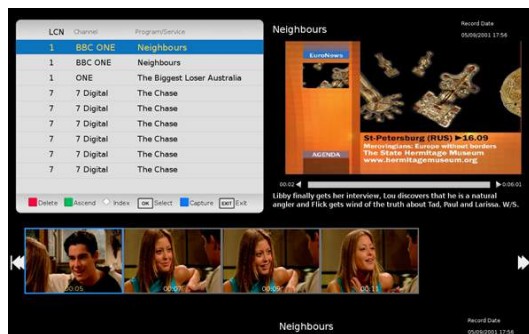 LCN Channel Program/Service
1 BBC ONE Neighbours
1 BBC ONE Neighbours
1 ONE The Biggest Loser Australia
7 7 Digital The Chase
7 7 Digital The Chase
7 7 Digital The Chase
7 7 Digital The Chase
7 7 Digital The Chase
7 7 Digital The Chase
Delete Ascend Index OK Select Capture EXIT Exit
Neighbours
Record Date
05/09/2001 17:56
EuroNews
St-Petersburg (RUS) ►16.09
Merovingians: Europe without borders
The State Hermitage Museum
www.hermitagemuseum.org
AGENDA
00:02 0:06:01
Libby finally gets her interview, Lou discovers that he is a natural
angler and Flick gets wind of the truth about Tad, Paul and Larissa. W/S.
00:05 00:07 00:09 00:11
Neighbours
Record Date
05/09/2001 17:56